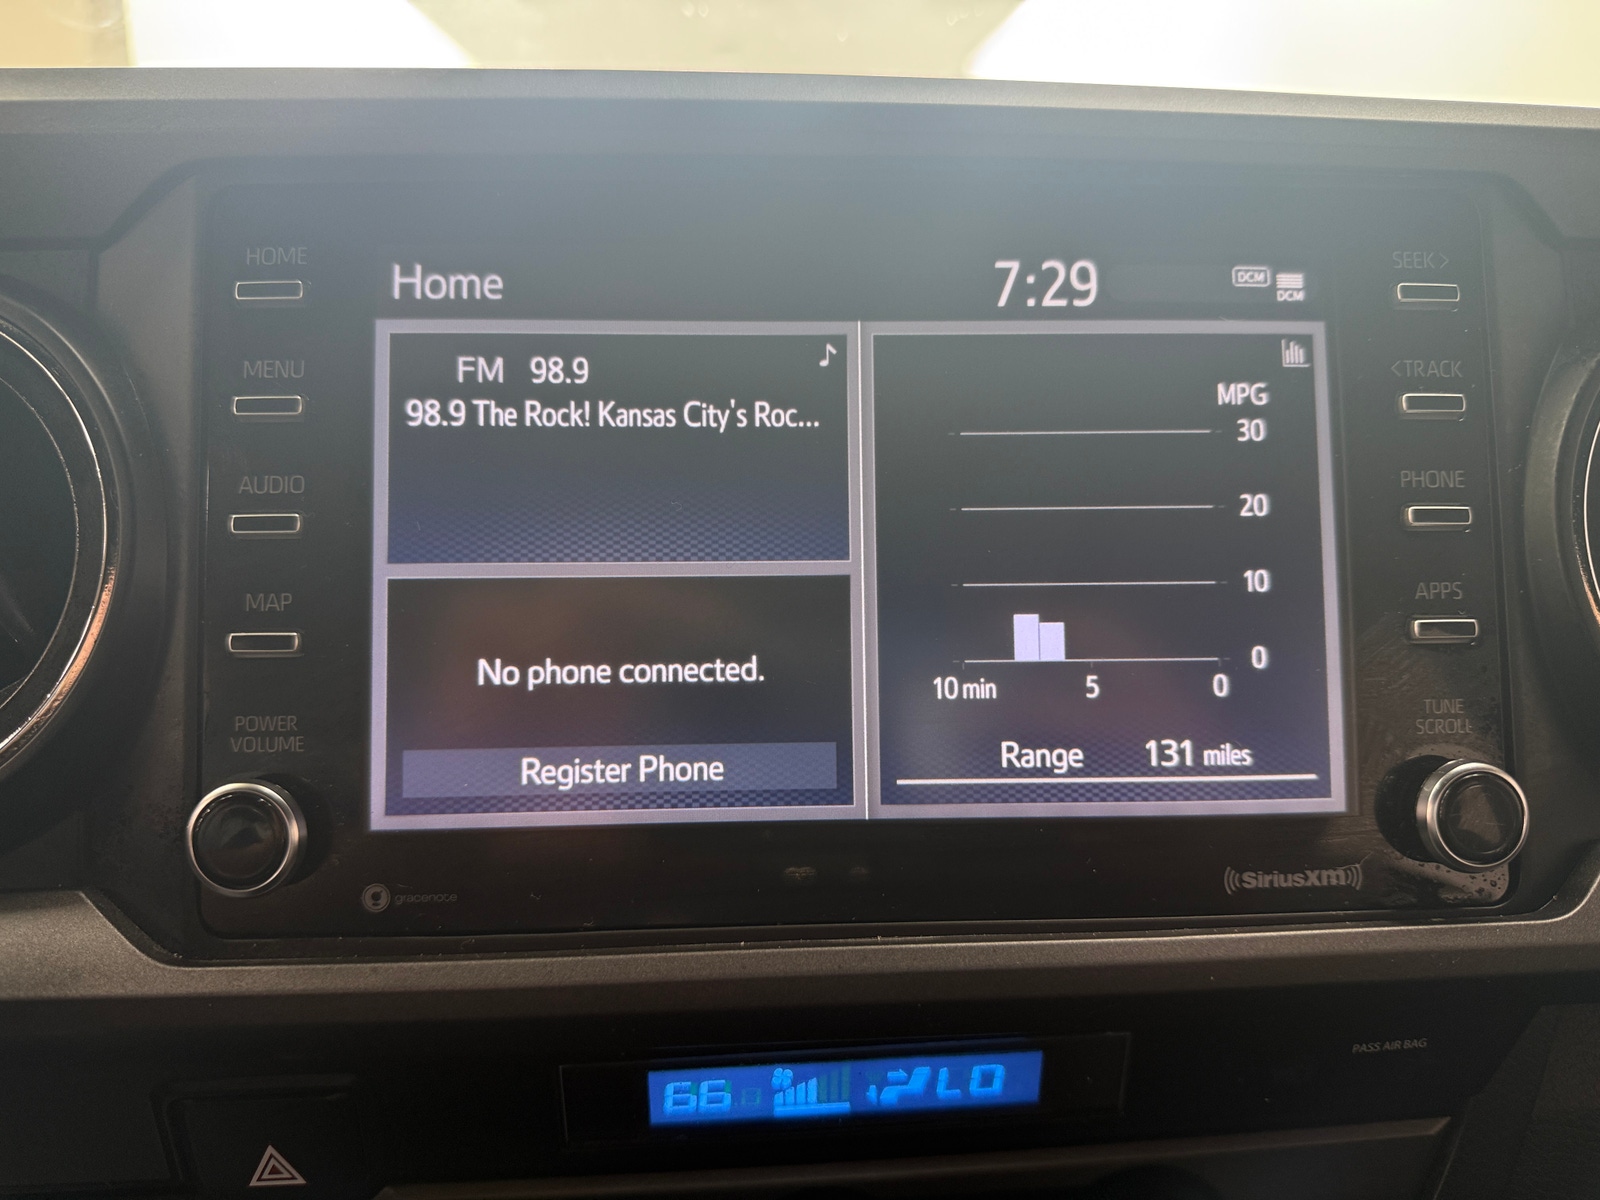 HOME
MENU
AUDIO
MAP
POWER
VOLUME
Home
7:29
DCM
DCM
FM 98.9
98.9 The Rock! Kansas City's Roc...
No phone connected.
Register Phone
MPG
30
20
10
0
10 min 5 0
Range 131 miles
SEEK >
< TRACK
PHONE
APPS
TUNE
SCROLL
gracenote
((SiriusXM))
PASS AIR BAG
66 LO